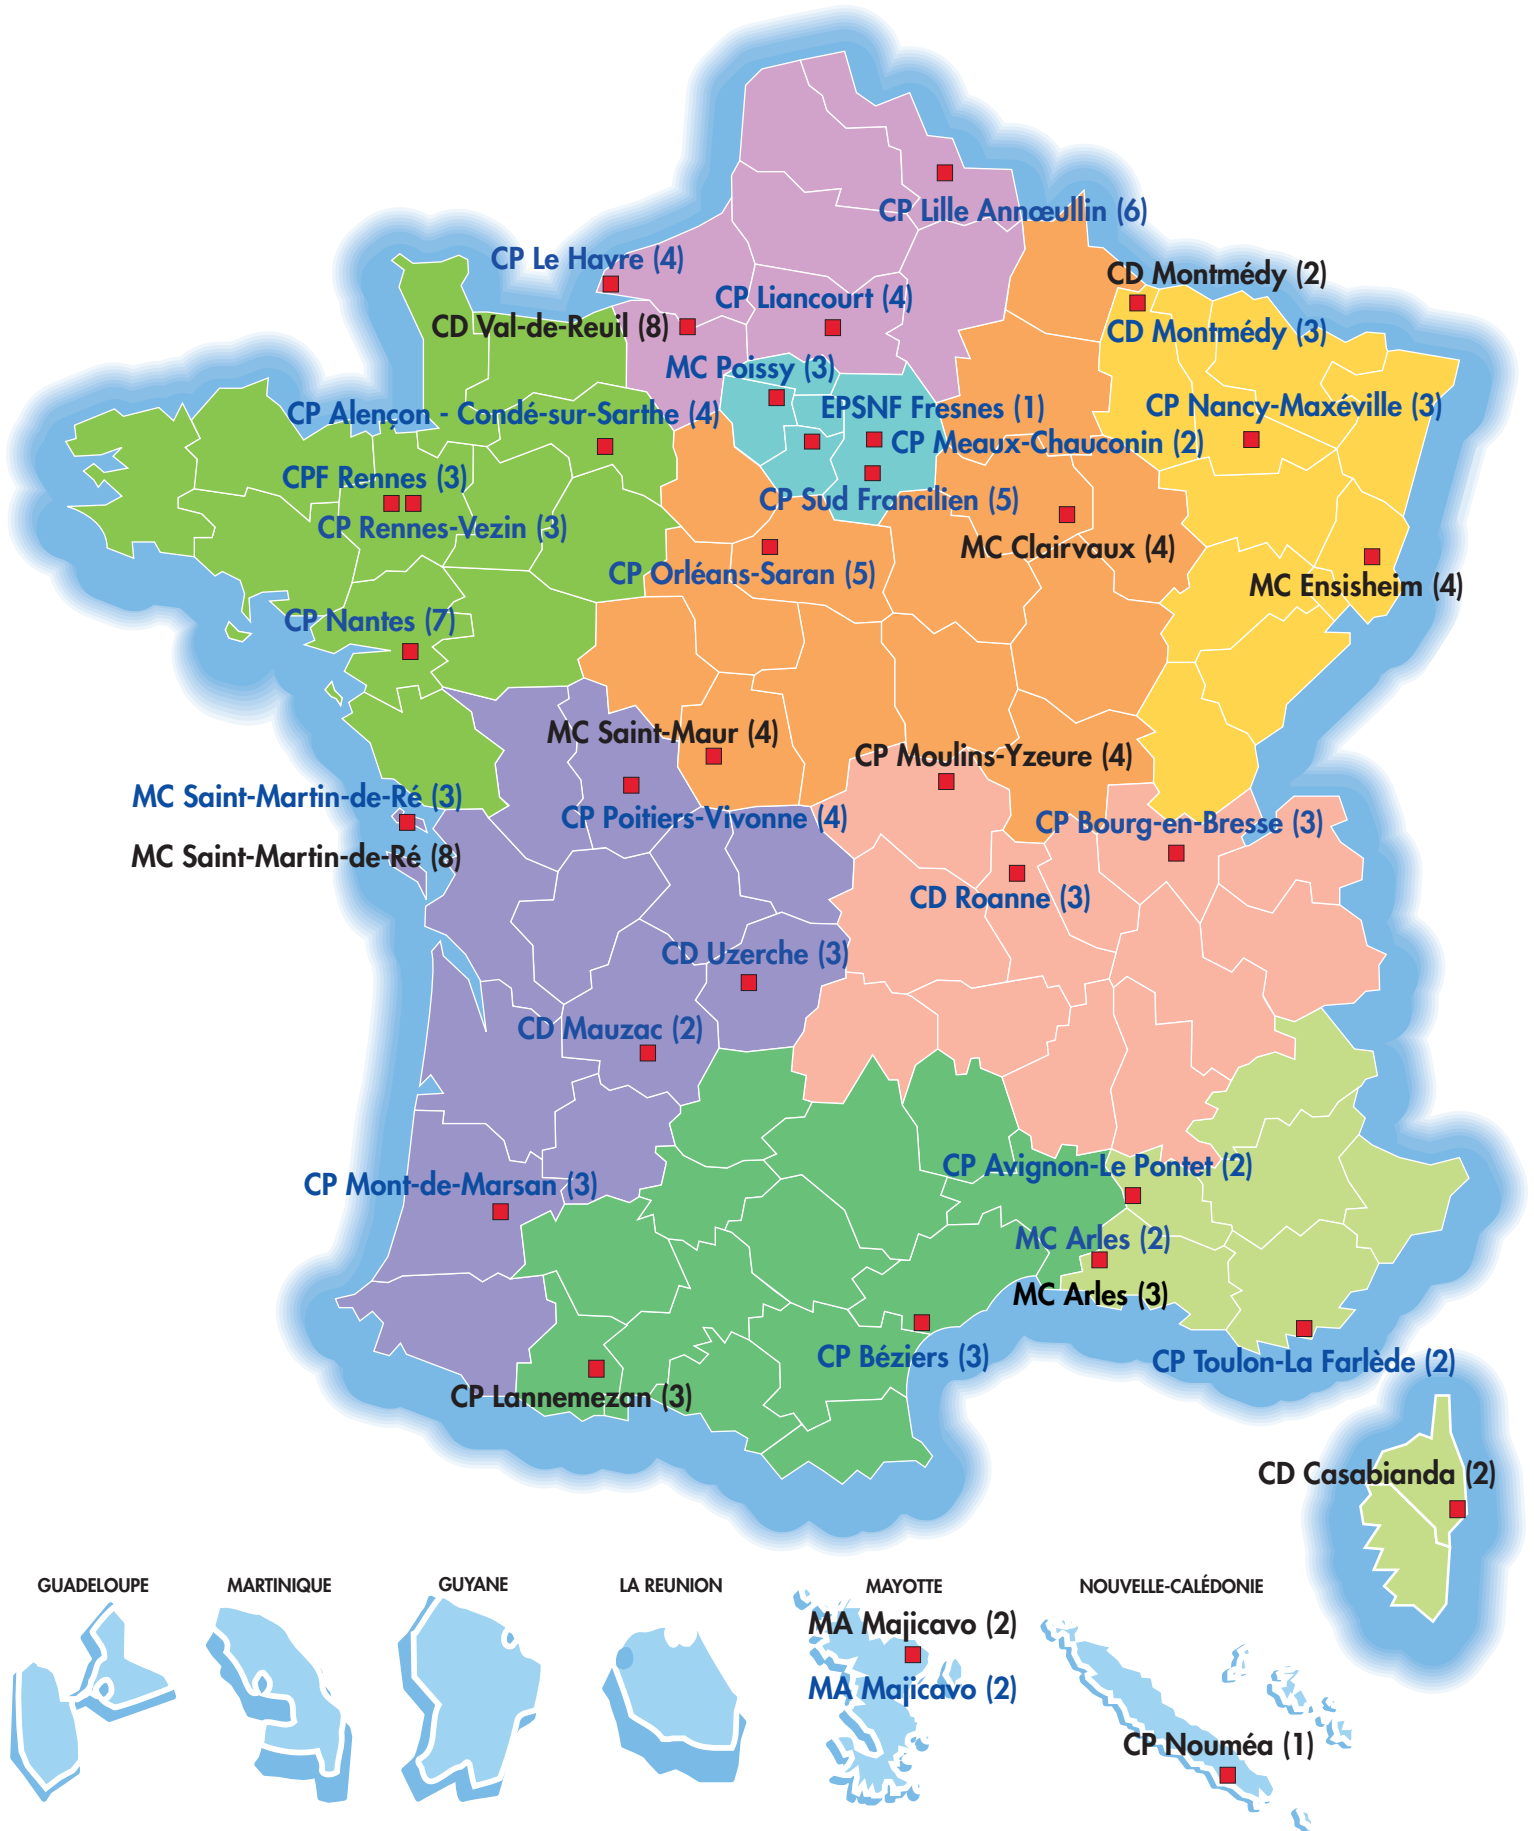 CP Lille Annœullin (6)
CP Le Havre (4)
CD Montmédy (2)
CP Liancourt (4)
CD Val-de-Reuil (8)
CD Montmédy (3)
MC Poissy (3)
CP Alençon - Condé-sur-Sarthe (4)
EPSNF Fresnes (1)
CP Nancy-Maxéville (3)
CP Meaux-Chauconin (2)
CPF Rennes (3)
CP Sud Francilien (5)
CP Rennes-Vezin (3)
MC Clairvaux (4)
CP Orléans-Saran (5)
MC Ensisheim (4)
CP Nantes (7)
MC Saint-Maur (4)
CP Moulins-Yzeure (4)
MC Saint-Martin-de-Ré (3)
CP Poitiers-Vivonne (4)
CP Bourg-en-Bresse (3)
MC Saint-Martin-de-Ré (8)
CD Roanne (3)
CD Uzerche (3)
CD Mauzac (2)
CP Avignon-Le Pontet (2)
CP Mont-de-Marsan (3)
MC Arles (2)
MC Arles (3)
CP Béziers (3)
CP Toulon-La Farlède (2)
CP Lannemezan (3)
CD Casabianda (2)
GUADELOUPE
MARTINIQUE
GUYANE
LA REUNION
MAYOTTE
NOUVELLE-CALÉDONIE
MA Majicavo (2)
MA Majicavo (2)
CP Nouméa (1)